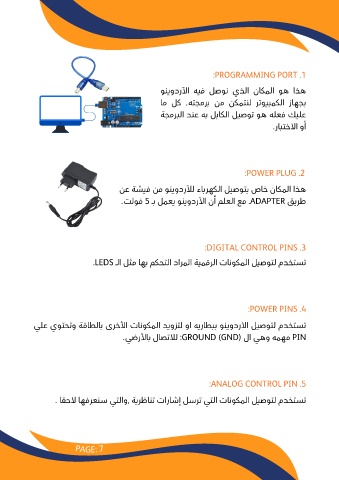 1. PROGRAMMING PORT:
هذا هو المكان الذي نوصل فيه الآردوينو
بجهاز الكمبيوتر لنتمكن من برمجته. كل ما
عليك فعله هو توصيل الكابل به عند البرمجة
أو الاختبار.
2. POWER PLUG:
هذا المكان خاص بتوصيل الكهرباء للآردوينو من فيشة عن
طريق ADAPTER. مع العلم أن الآردوينو يعمل بـ 5 فولت.
3. DIGITAL CONTROL PINS:
تستخدم لتوصيل المكونات الرقمية المراد التحكم بها مثل الـ LEDS.
4. POWER PINS:
تستخدم لتوصيل الاردوينو ببطاريه او لتزويد المكونات الأخرى بالطاقة وتحتوي علي
PIN مهمه وهي ال GROUND (GND): للاتصال بالأرضي.
5. ANALOG CONTROL PIN:
تستخدم لتوصيل المكونات التي ترسل إشارات تناظرية ,والتي سنعرفها لاحقا .
PAGE: 7